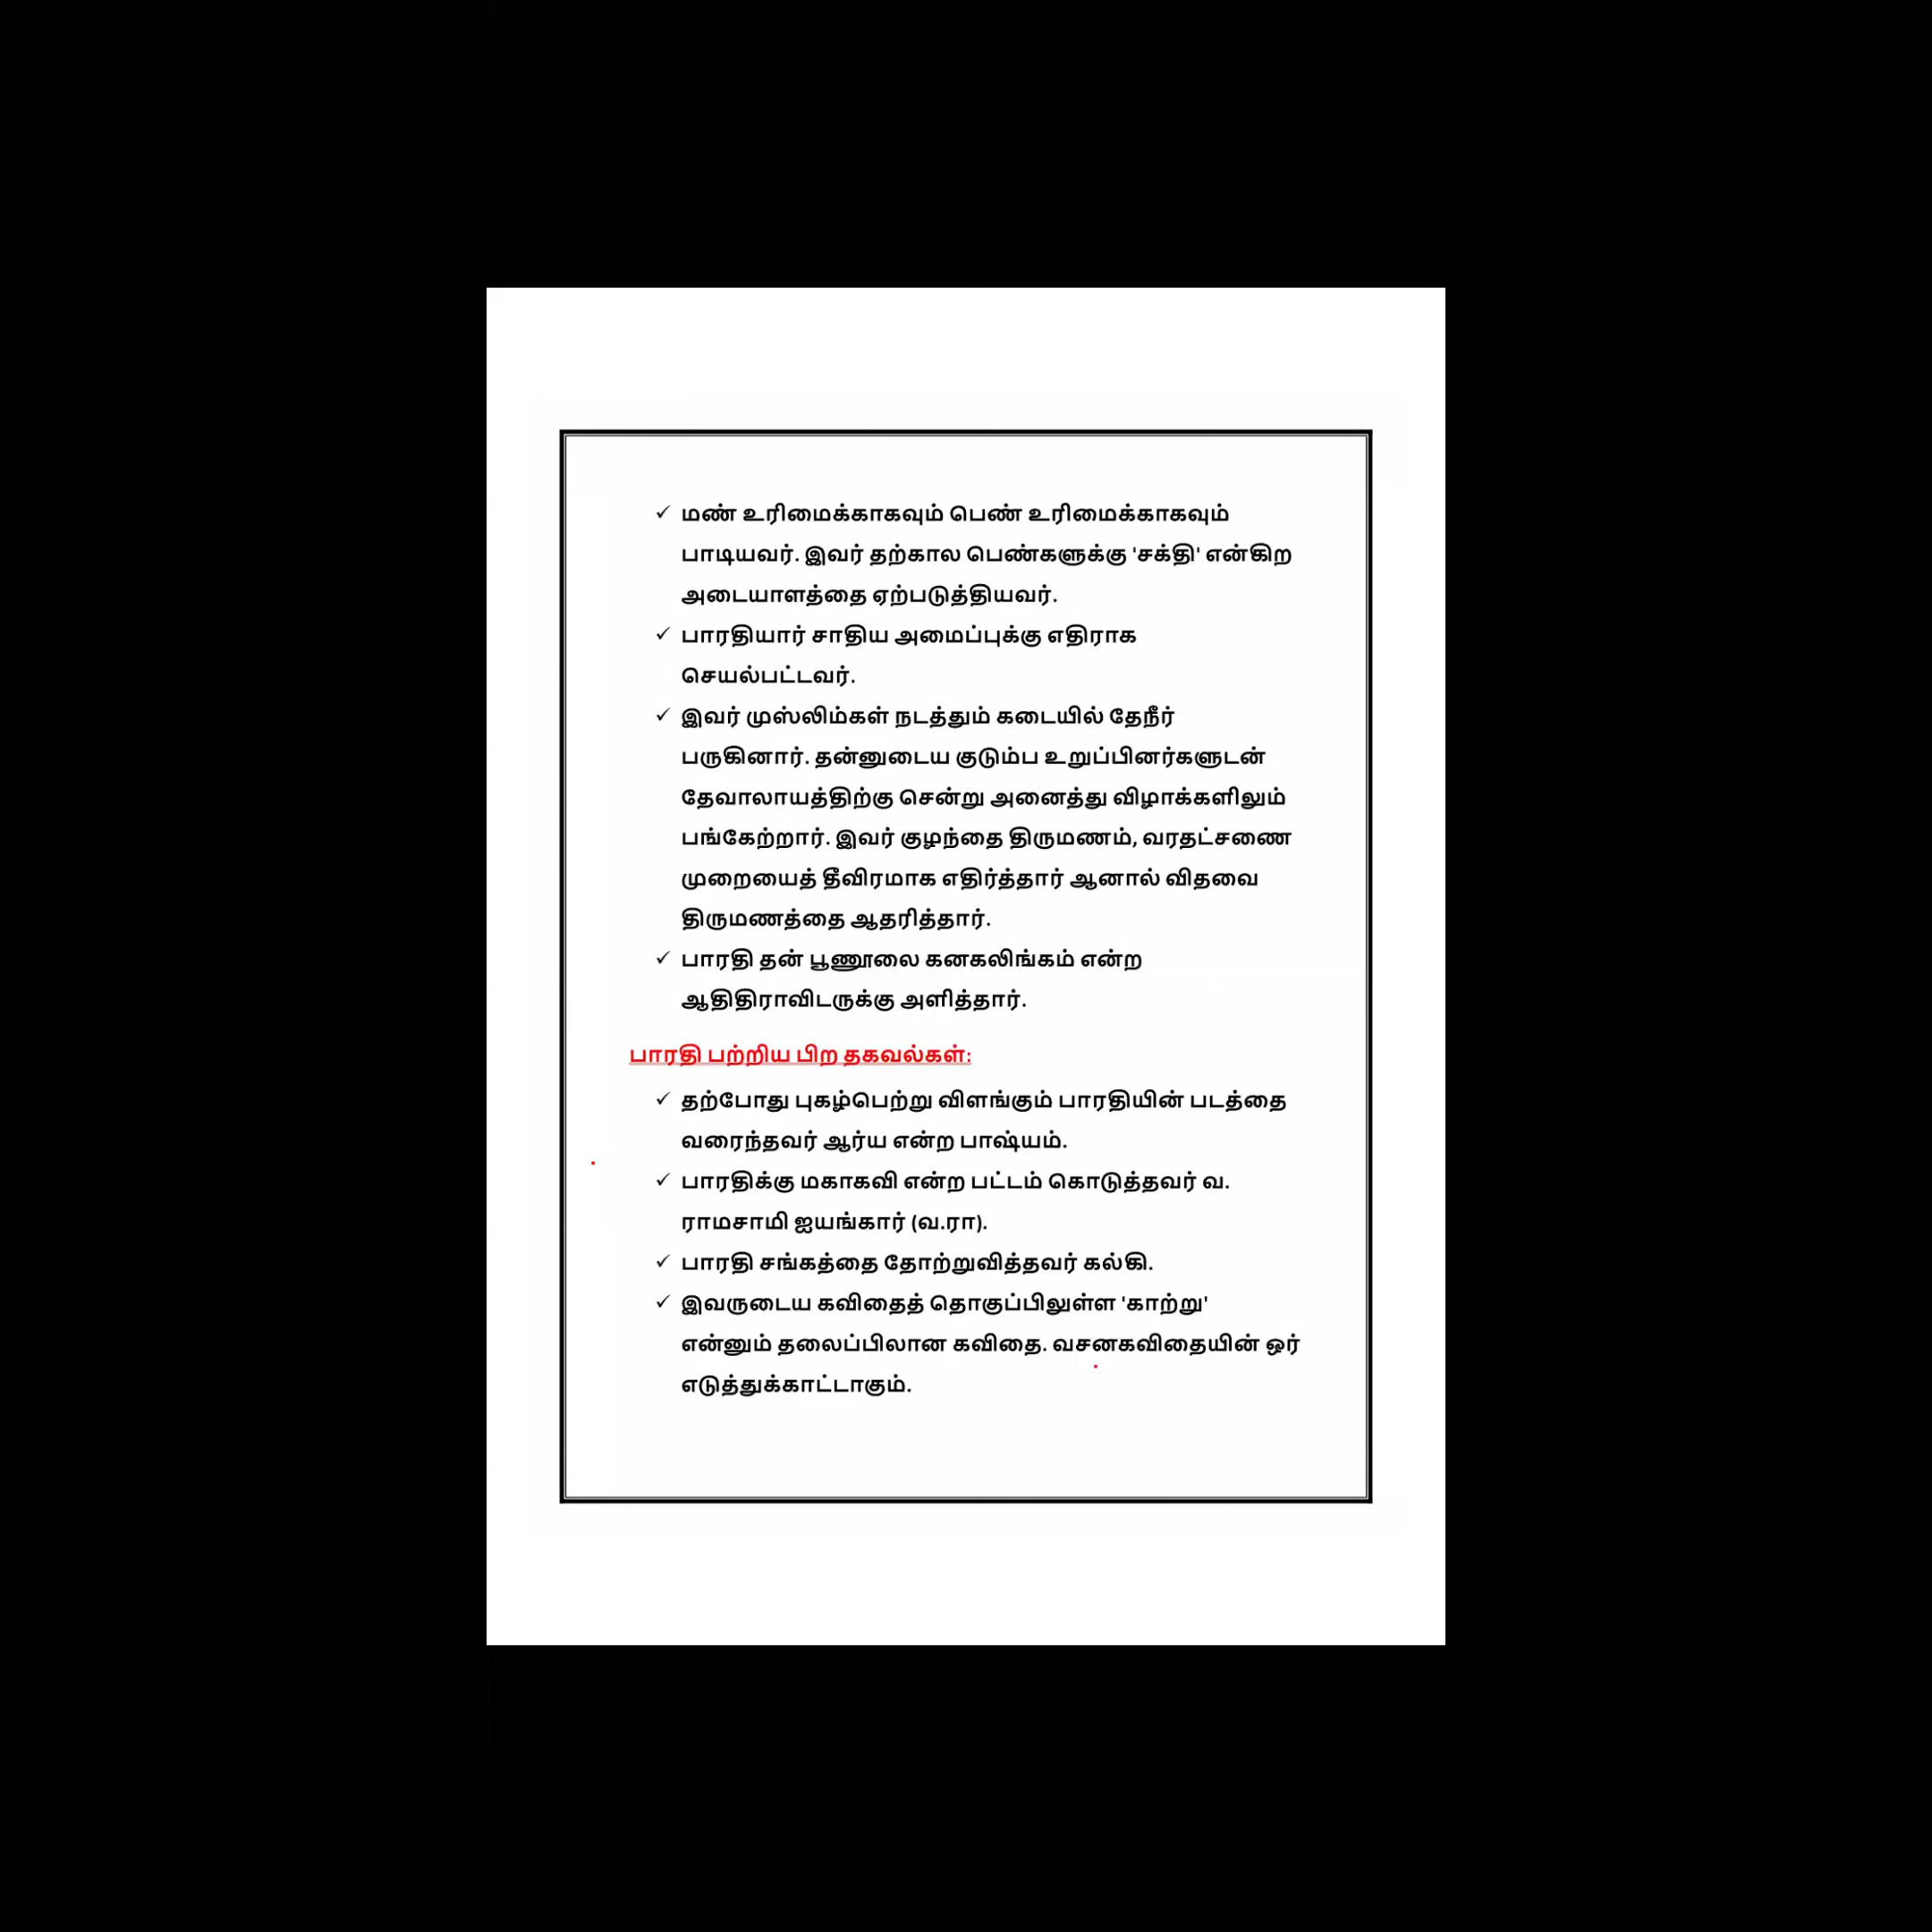 ✓ மண் உரிமைக்காகவும் பெண் உரிமைக்காகவும்
பாடியவர். இவர் தற்கால பெண்களுக்கு 'சக்தி' என்கிற
அடையாளத்தை ஏற்படுத்தியவர்.
✓ பாரதியார் சாதிய அமைப்புக்கு எதிராக
செயல்பட்டவர்.
✓ இவர் முஸ்லிம்கள் நடத்தும் கடையில் தேநீர்
பருகினார். தன்னுடைய குடும்ப உறுப்பினர்களுடன்
தேவாலாயத்திற்கு சென்று அனைத்து விழாக்களிலும்
பங்கேற்றார். இவர் குழந்தை திருமணம், வரதட்சணை
முறையைத் தீவிரமாக எதிர்த்தார் ஆனால் விதவை
திருமணத்தை ஆதரித்தார்.
✓ பாரதி தன் பூணூலை கனகலிங்கம் என்ற
ஆதிதிராவிடருக்கு அளித்தார்.
பாரதி பற்றிய பிற தகவல்கள்:
✓ தற்போது புகழ்பெற்று விளங்கும் பாரதியின் படத்தை
வரைந்தவர் ஆர்ய என்ற பாஷ்யம்.
✓ பாரதிக்கு மகாகவி என்ற பட்டம் கொடுத்தவர் வ.
ராமசாமி ஐயங்கார் (வ.ரா).
✓ பாரதி சங்கத்தை தோற்றுவித்தவர் கல்கி.
✓ இவருடைய கவிதைத் தொகுப்பிலுள்ள 'காற்று'
என்னும் தலைப்பிலான கவிதை. வசனகவிதையின் ஒர்
எடுத்துக்காட்டாகும்.